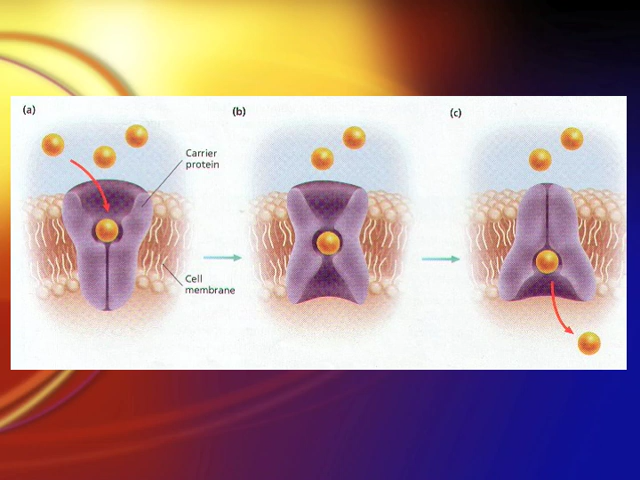 (a)
(b)
(c)
Carrier
protein
Cell
membrane